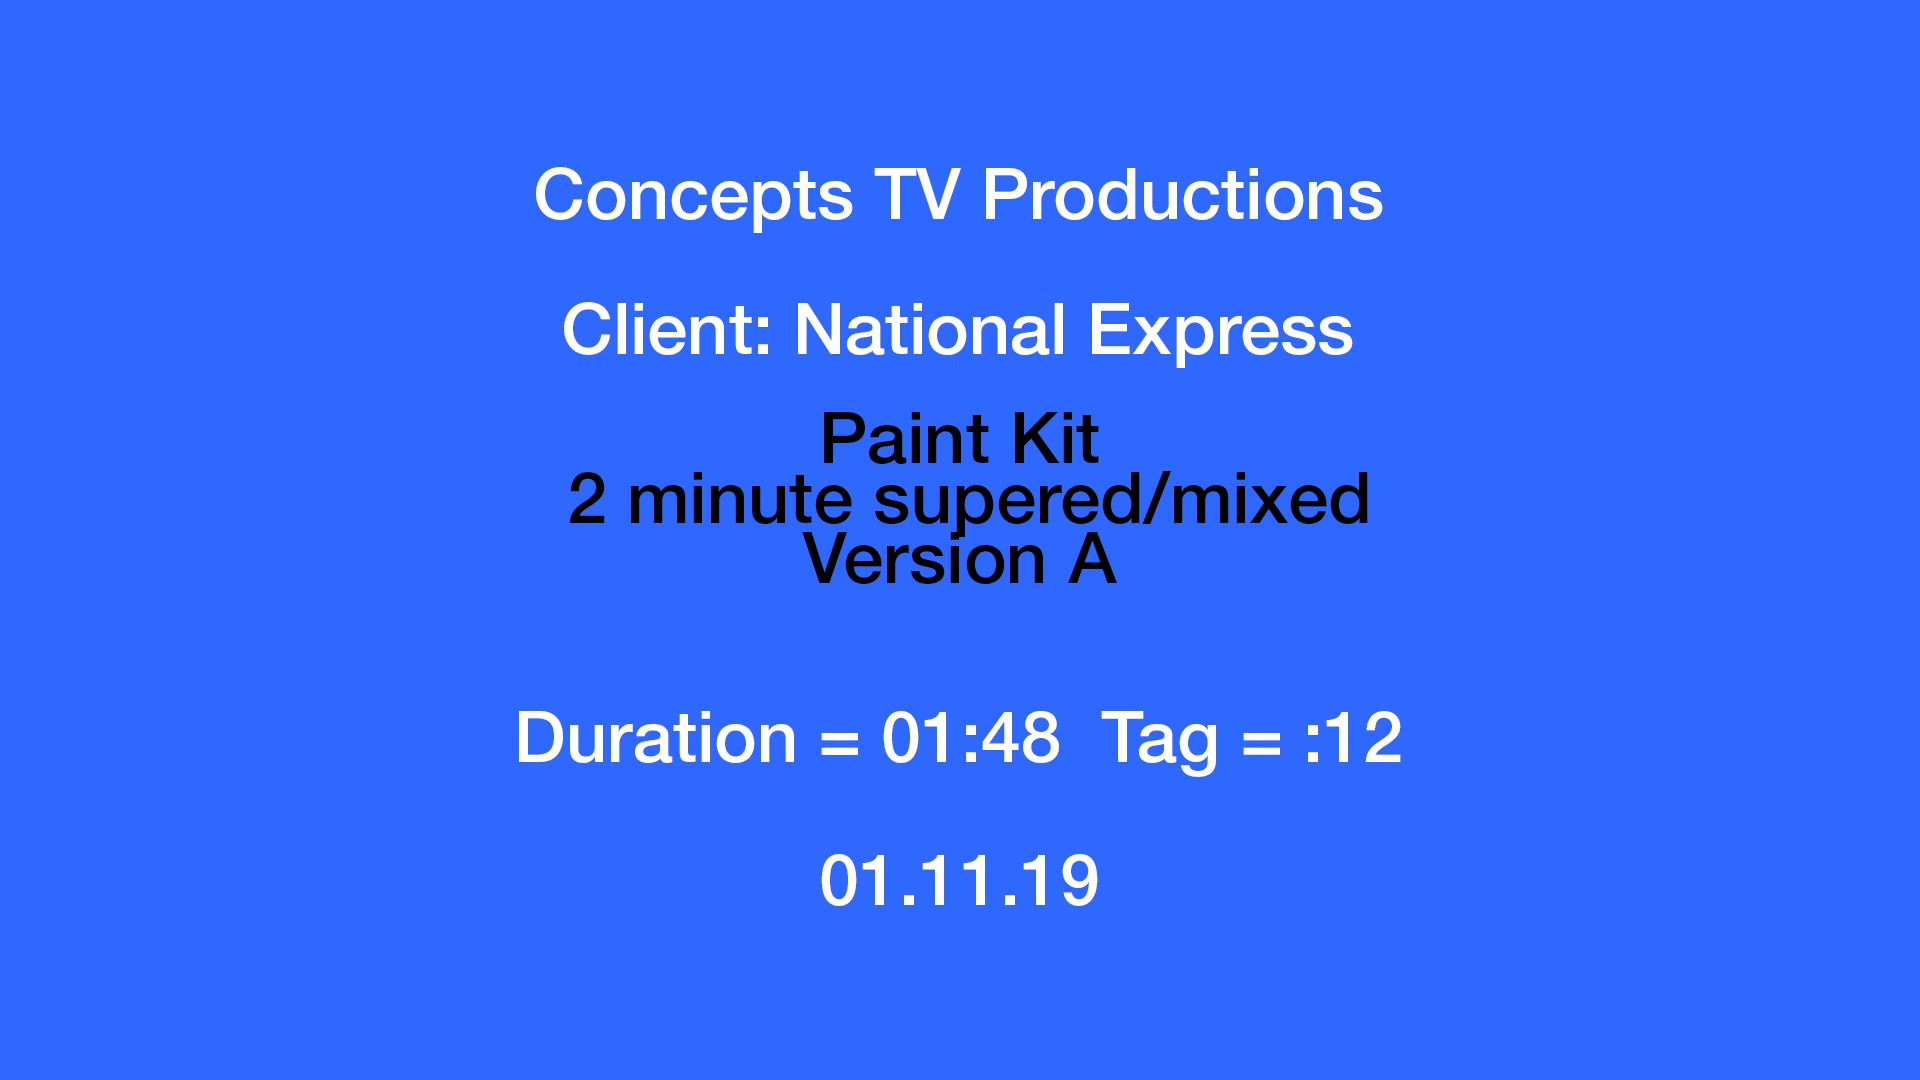 Concepts TV Productions
Client: National Express
Paint Kit
2 minute supered/mixed
Version A
Duration = 01:48  Tag = :12
01.11.19